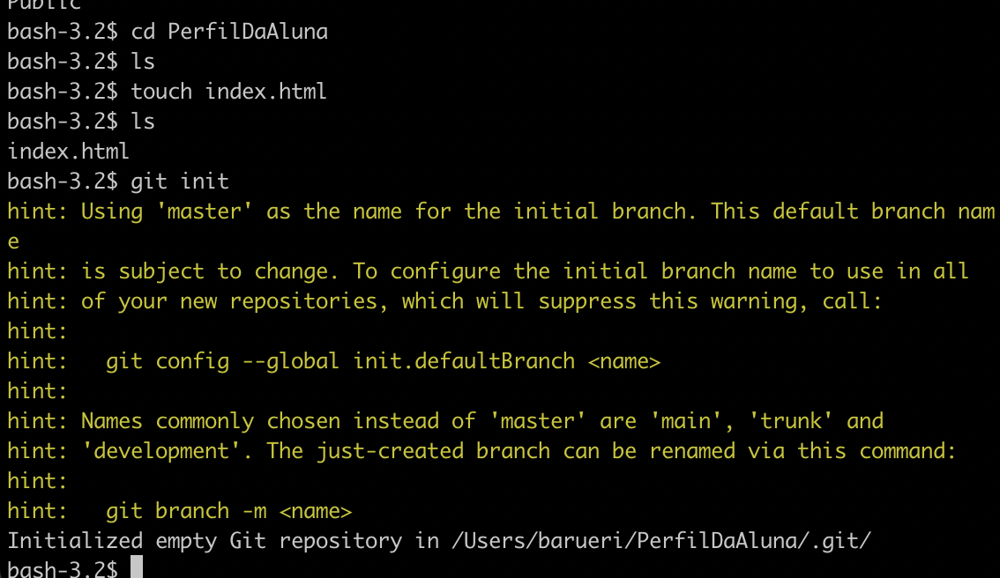 Public
bash-3.2$ cd PerfilDaAluna
bash-3.2$ ls
bash-3.2$ touch index.html
bash-3.2$ ls
index.html
bash-3.2$ git init
hint: Using 'master' as the name for the initial branch. This default branch nam
e
hint: is subject to change. To configure the initial branch name to use in all
hint: of your new repositories, which will suppress this warning, call:
hint:
hint:   git config --global init.defaultBranch <name>
hint:
hint: Names commonly chosen instead of 'master' are 'main', 'trunk' and
hint: 'development'. The just-created branch can be renamed via this command:
hint:
hint:   git branch -m <name>
Initialized empty Git repository in /Users/barueri/PerfilDaAluna/.git/
bash-3.2$